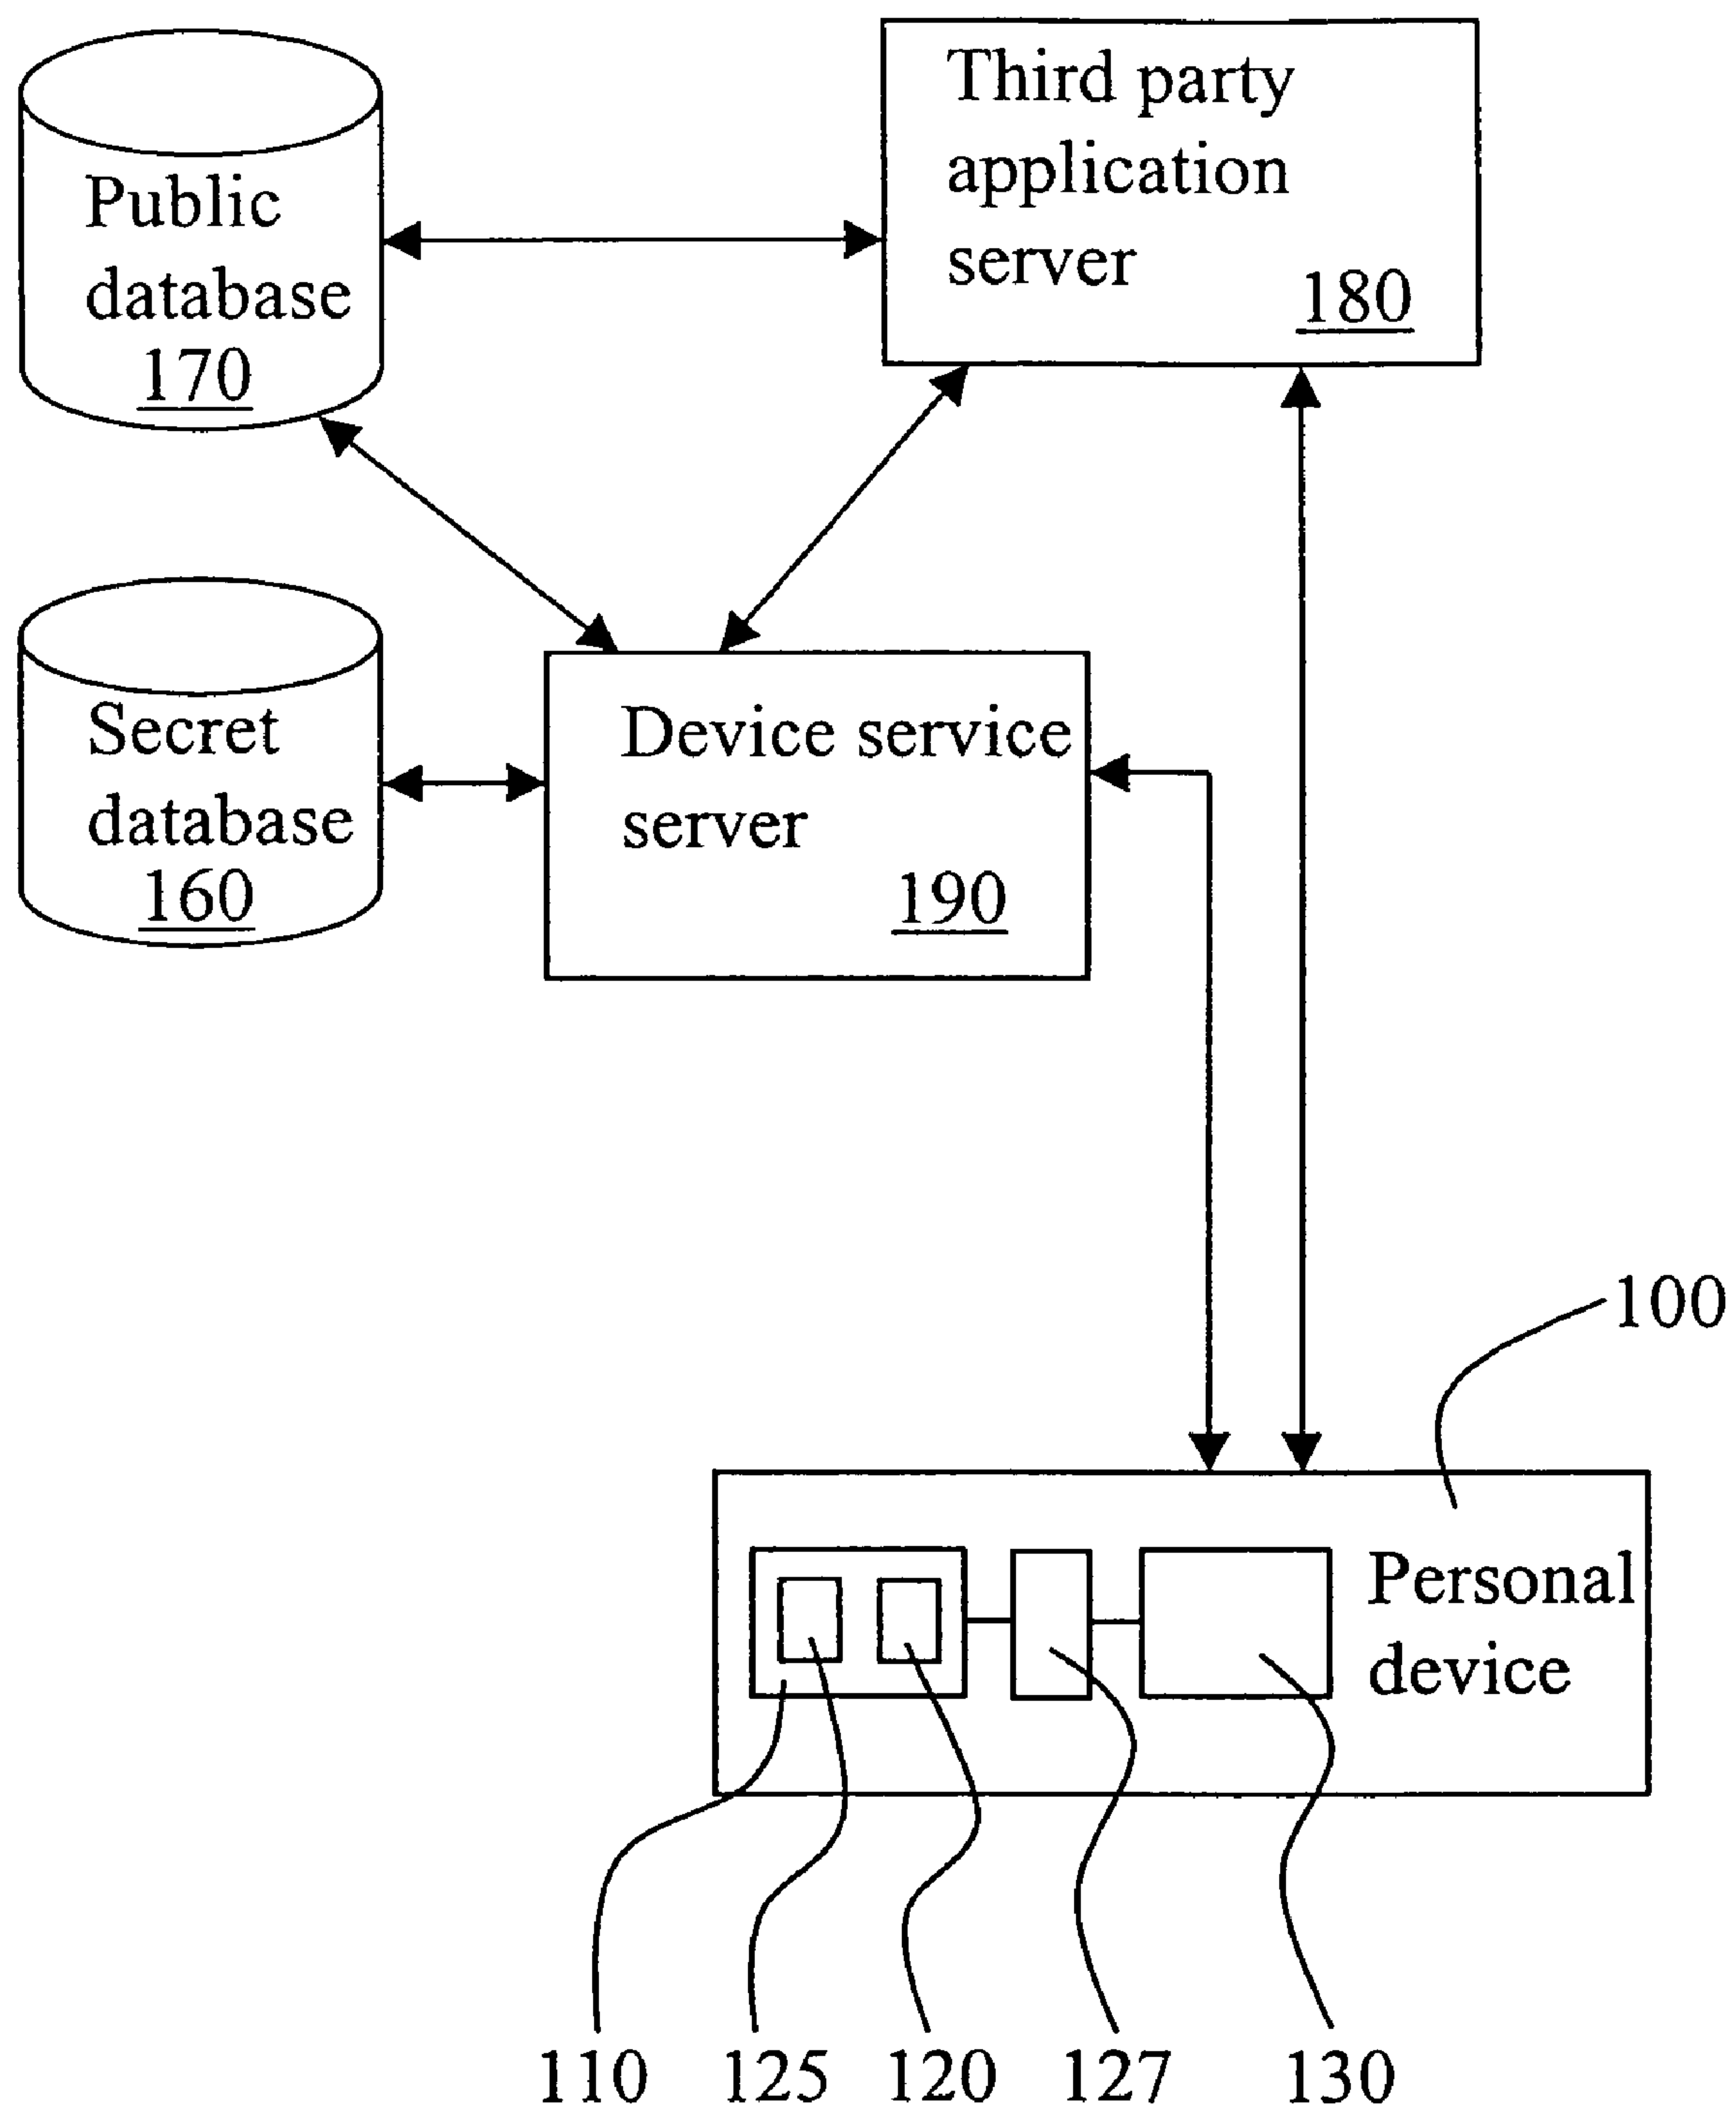 Public
database
170
Third party
application
server
180
Secret
database
160
Device service
server
190
100
Personal
device
110
125
120
127
130